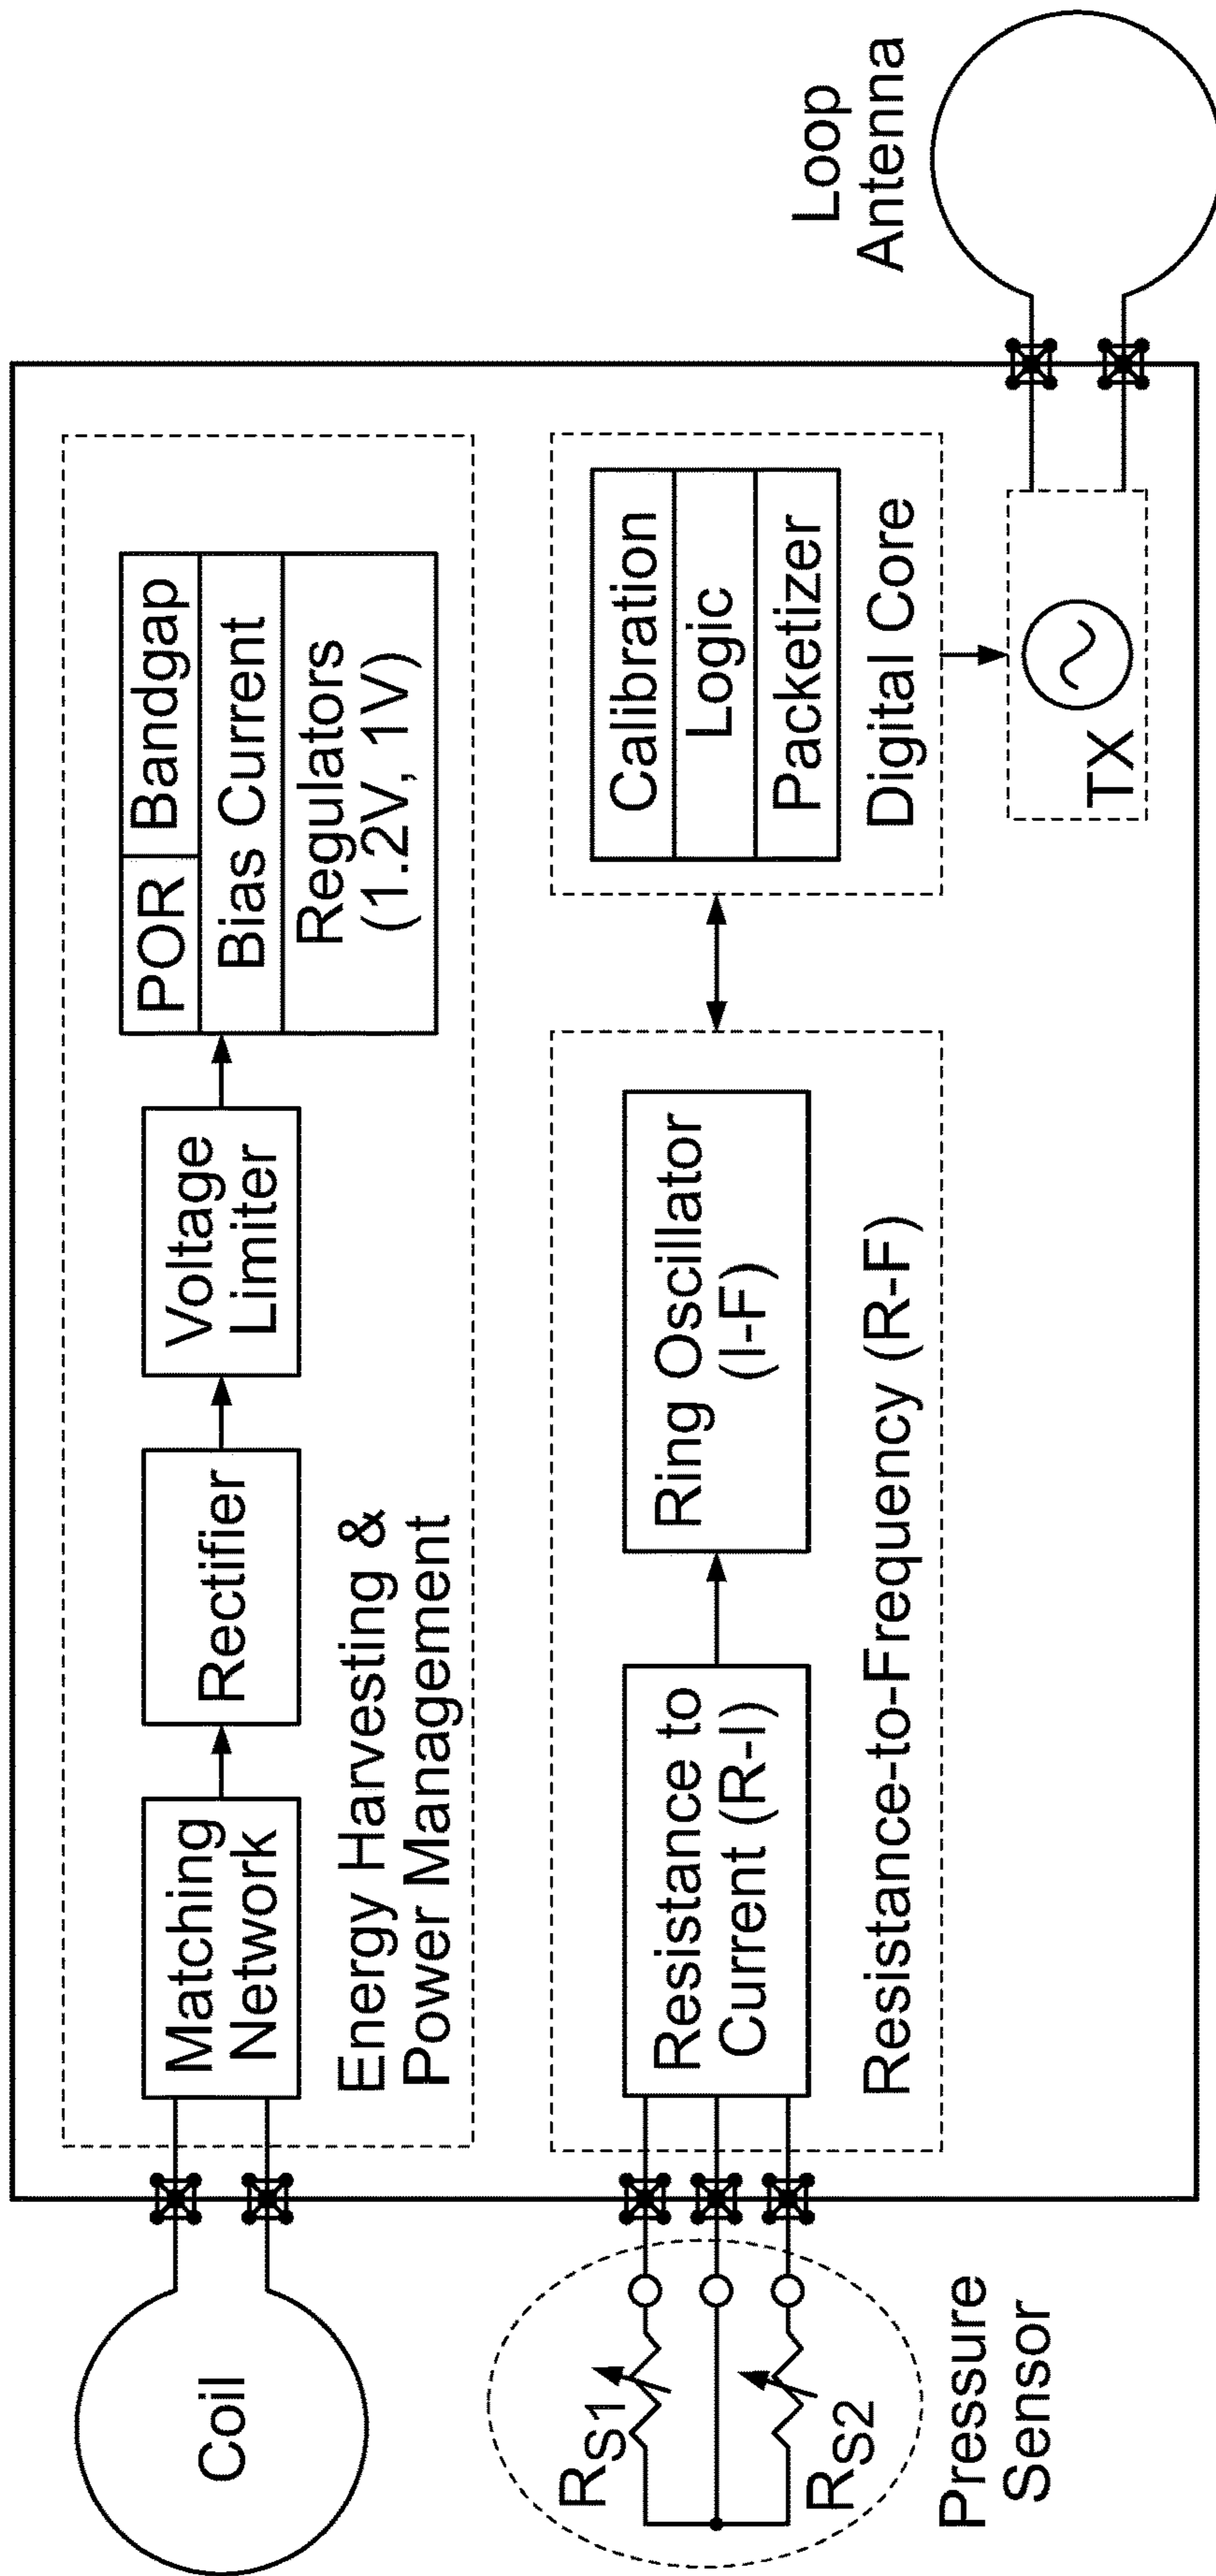 Coil
Matching
Network
Rectifier
Voltage
Limiter
POR
Bandgap
Bias Current
Regulators
(1.2V, 1V)
Energy Harvesting &
Power Management
RS1
RS2
Pressure
Sensor
Resistance to
Current (R-I)
Ring Oscillator
(I-F)
Resistance-to-Frequency (R-F)
Calibration
Logic
Packetizer
Digital Core
TX
Loop
Antenna